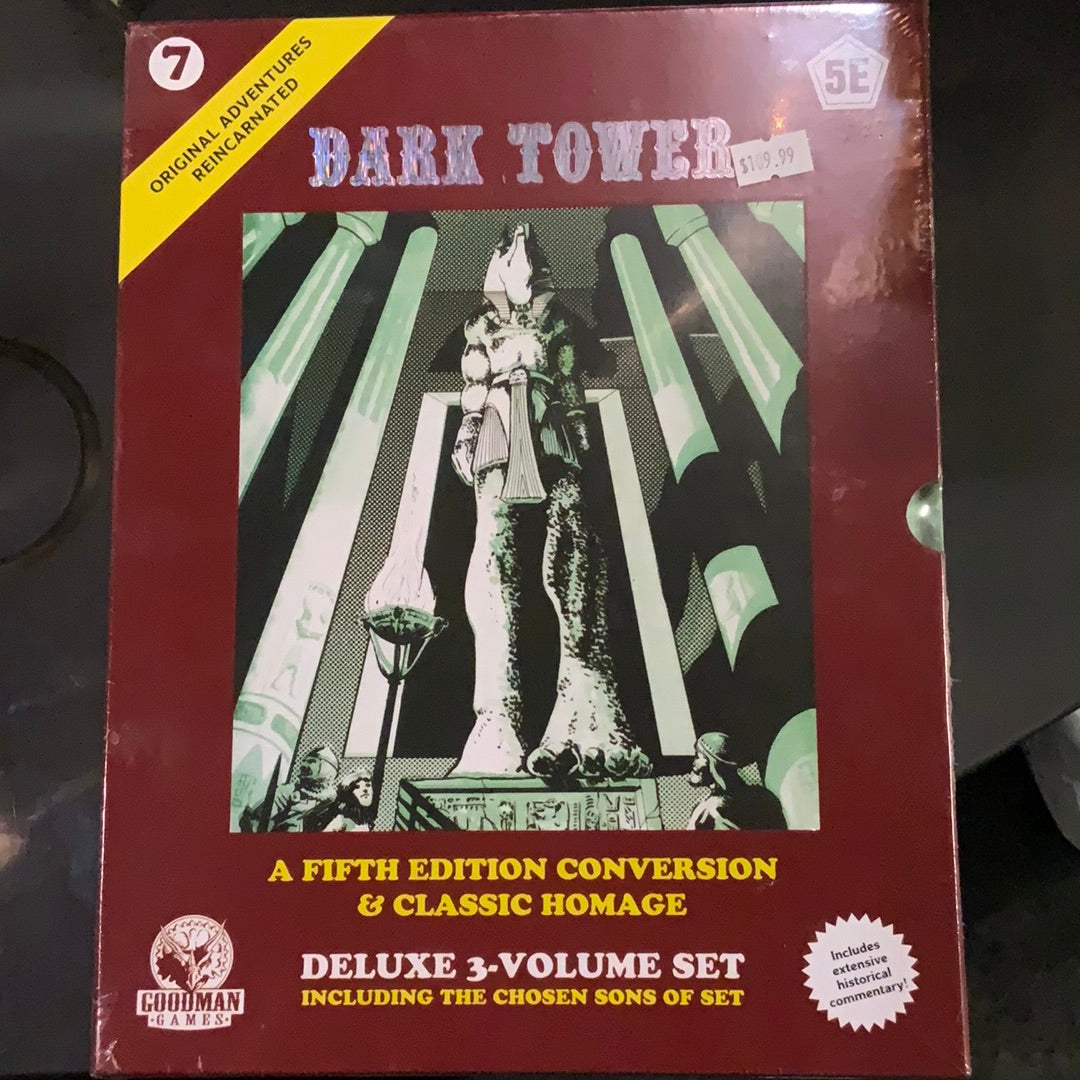 7
ORIGINAL ADVENTURES
REINCARNATED
5E
DARK TOWER
A FIFTH EDITION CONVERSION
& CLASSIC HOMAGE
DELUXE 3-VOLUME SET
INCLUDING THE CHOSEN SONS OF SET
GOODMAN
·GAMES·
Includes
extensive
historical
commentary!